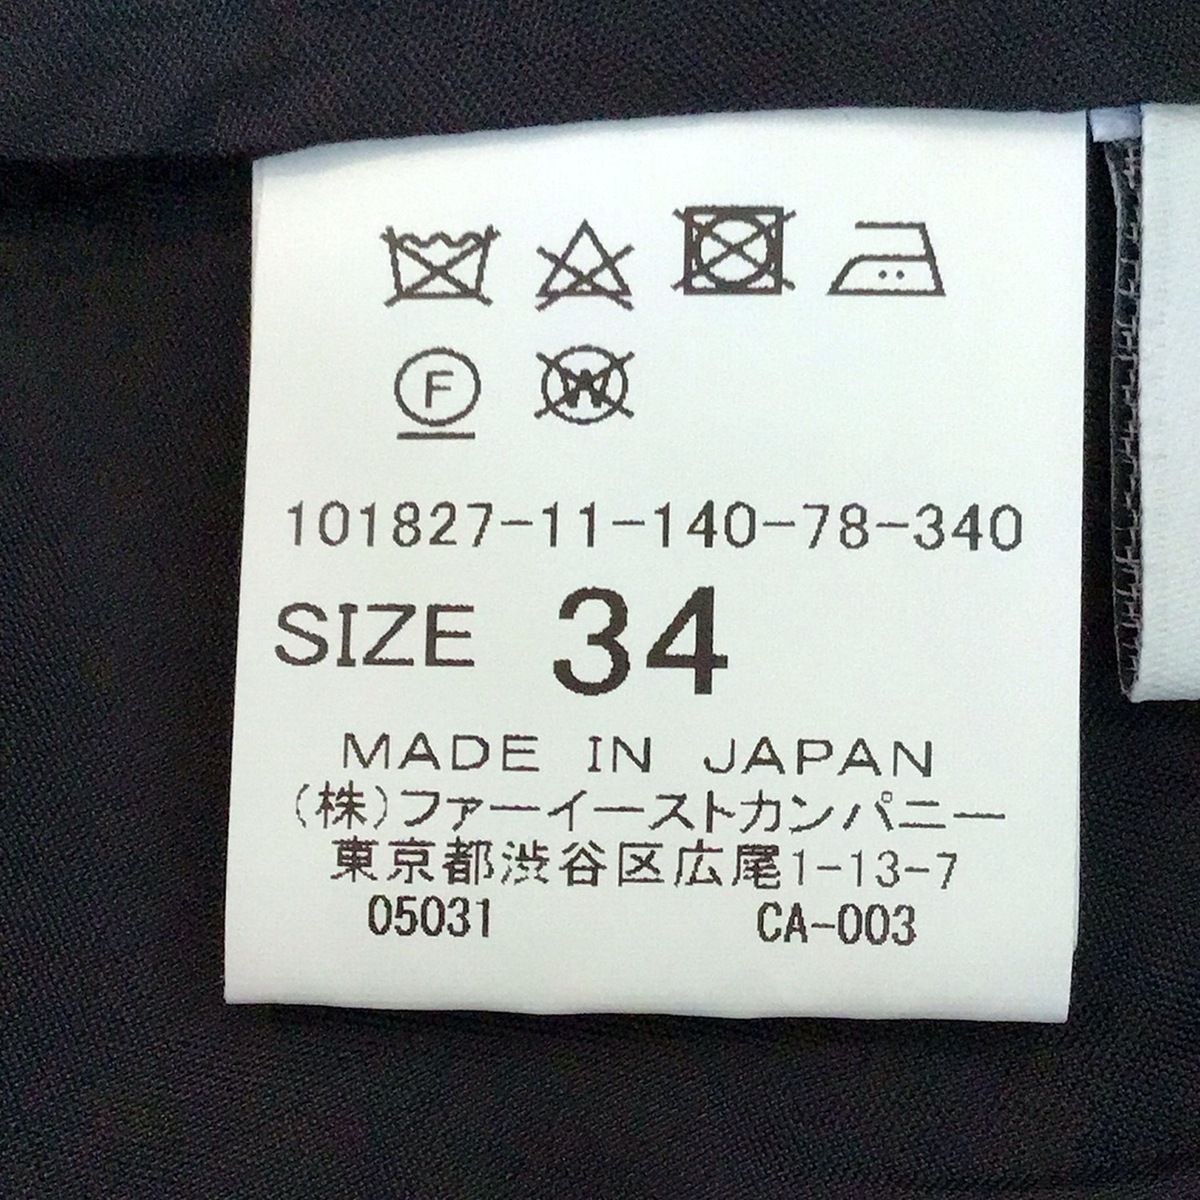 F W
101827-11-140-78-340
SIZE 34
MADE IN JAPAN
(株)ファーイーストカンパニー
東京都渋谷区広尾1-13-7
05031 CA-003